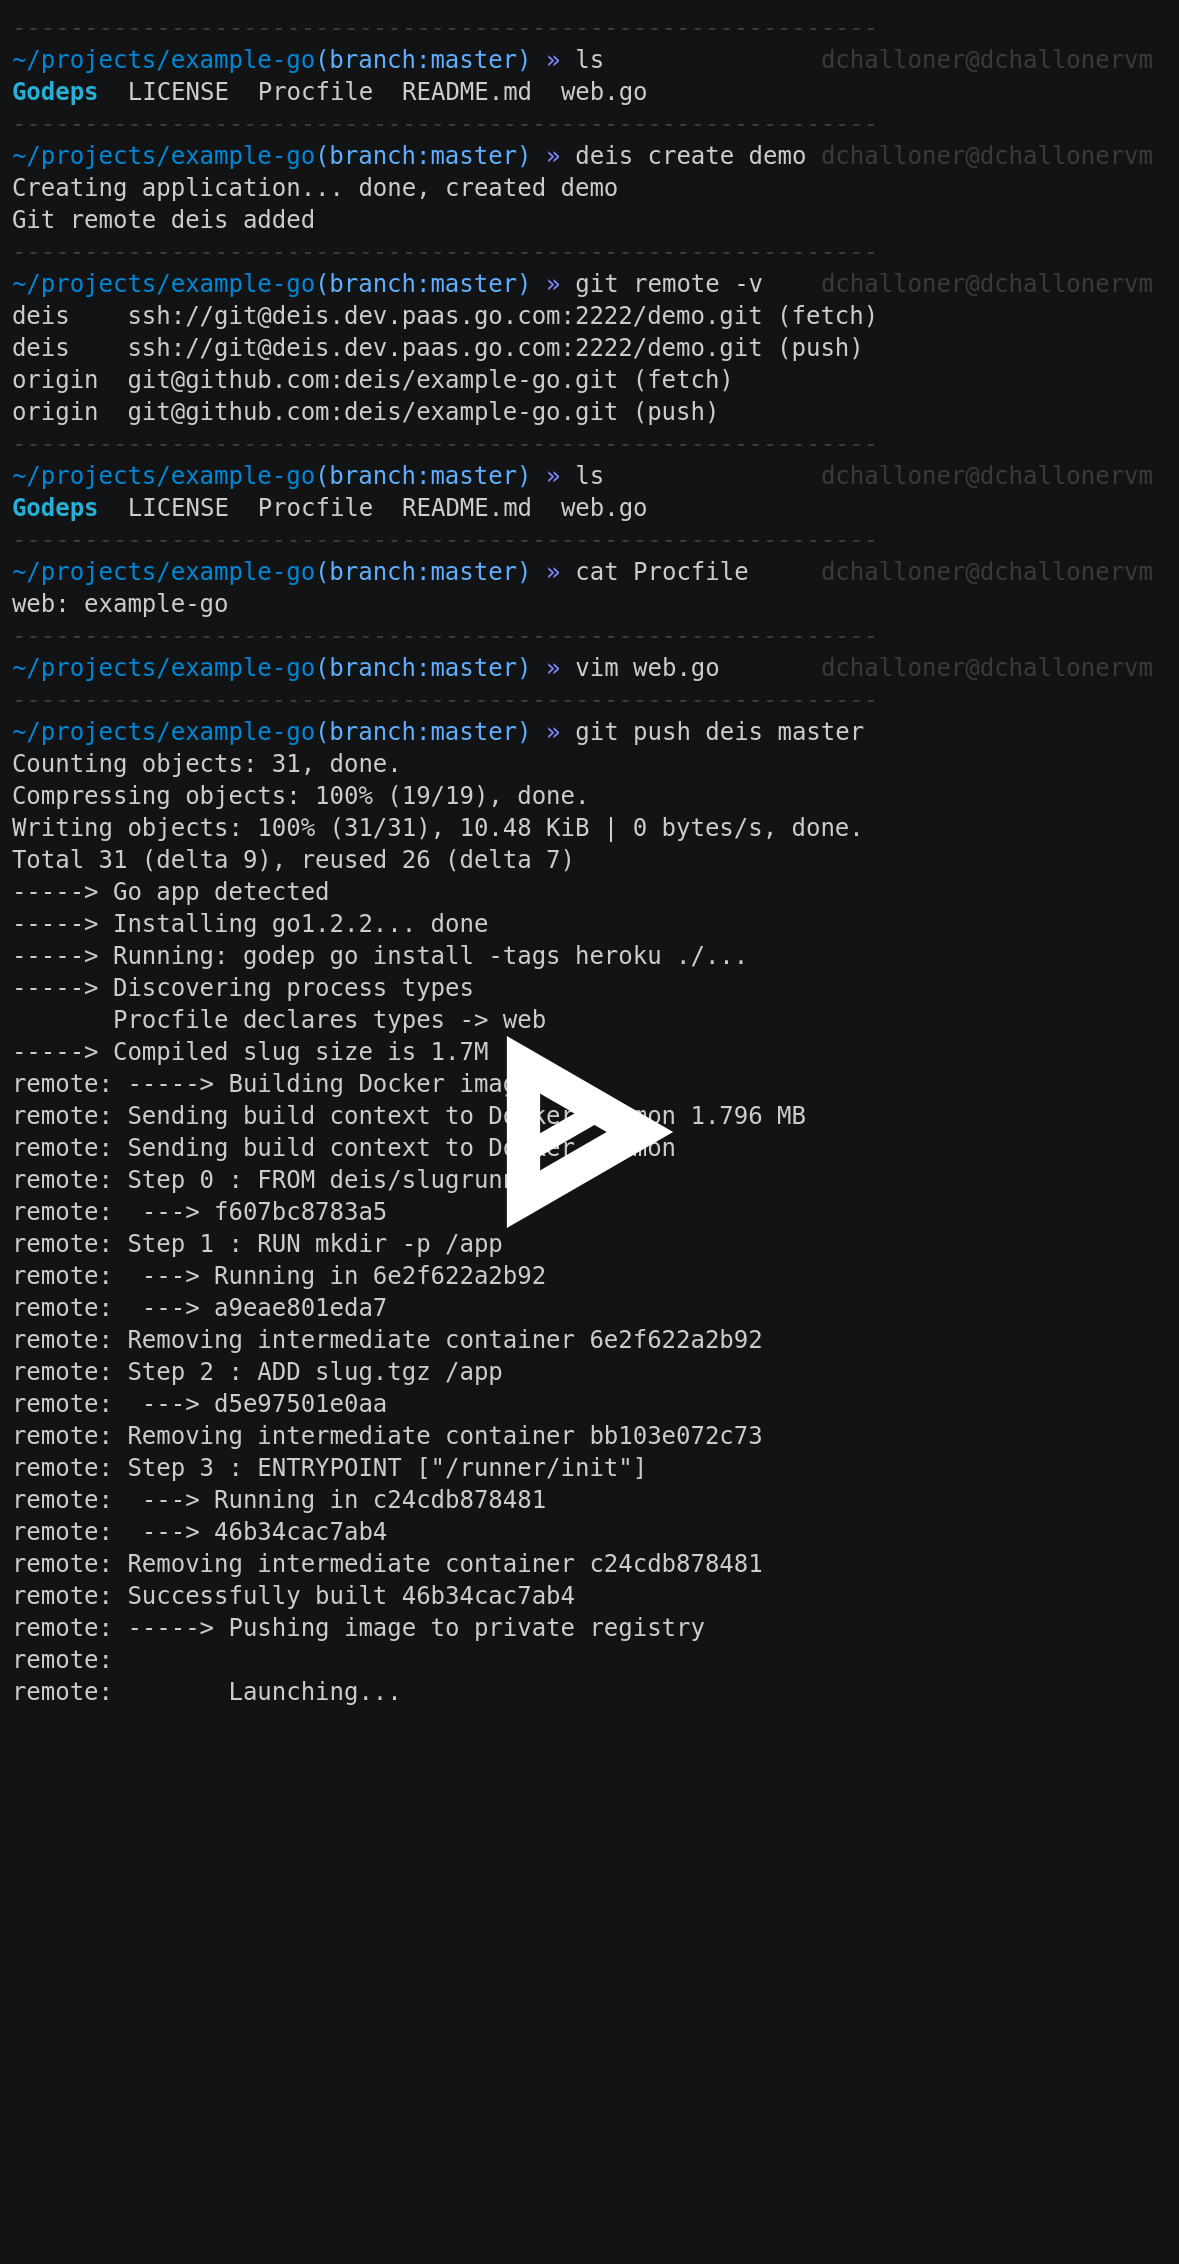 ------------------------------------------------------------
~/projects/example-go(branch:master) » ls               dchalloner@dchallonervm
Godeps  LICENSE  Procfile  README.md  web.go
------------------------------------------------------------
~/projects/example-go(branch:master) » deis create demo dchalloner@dchallonervm
Creating application... done, created demo
Git remote deis added
------------------------------------------------------------
~/projects/example-go(branch:master) » git remote -v    dchalloner@dchallonervm
deis    ssh://git@deis.dev.paas.go.com:2222/demo.git (fetch)
deis    ssh://git@deis.dev.paas.go.com:2222/demo.git (push)
origin  git@github.com:deis/example-go.git (fetch)
origin  git@github.com:deis/example-go.git (push)
------------------------------------------------------------
~/projects/example-go(branch:master) » ls               dchalloner@dchallonervm
Godeps  LICENSE  Procfile  README.md  web.go
------------------------------------------------------------
~/projects/example-go(branch:master) » cat Procfile     dchalloner@dchallonervm
web: example-go
------------------------------------------------------------
~/projects/example-go(branch:master) » vim web.go       dchalloner@dchallonervm
------------------------------------------------------------
~/projects/example-go(branch:master) » git push deis master
Counting objects: 31, done.
Compressing objects: 100% (19/19), done.
Writing objects: 100% (31/31), 10.48 KiB | 0 bytes/s, done.
Total 31 (delta 9), reused 26 (delta 7)
-----> Go app detected
-----> Installing go1.2.2... done
-----> Running: godep go install -tags heroku ./...
-----> Discovering process types
       Procfile declares types -> web
-----> Compiled slug size is 1.7M
remote: -----> Building Docker
remote: Sending build context to Docker 1.796 MB
remote: Sending build context to Docker
remote: Step 0 : FROM
remote:  ---> f607bc8783a5
remote: Step 1 : RUN mkdir -p /app
remote:  ---> Running in 6e2f622a2b92
remote:  ---> a9eae801eda7
remote: Removing intermediate container 6e2f622a2b92
remote: Step 2 : ADD slug.tgz /app
remote:  ---> d5e97501e0aa
remote: Removing intermediate container bb103e072c73
remote: Step 3 : ENTRYPOINT ["/runner/init"]
remote:  ---> Running in c24cdb878481
remote:  ---> 46b34cac7ab4
remote: Removing intermediate container c24cdb878481
remote: Successfully built 46b34cac7ab4
remote: -----> Pushing image to private registry
remote:
remote:        Launching...